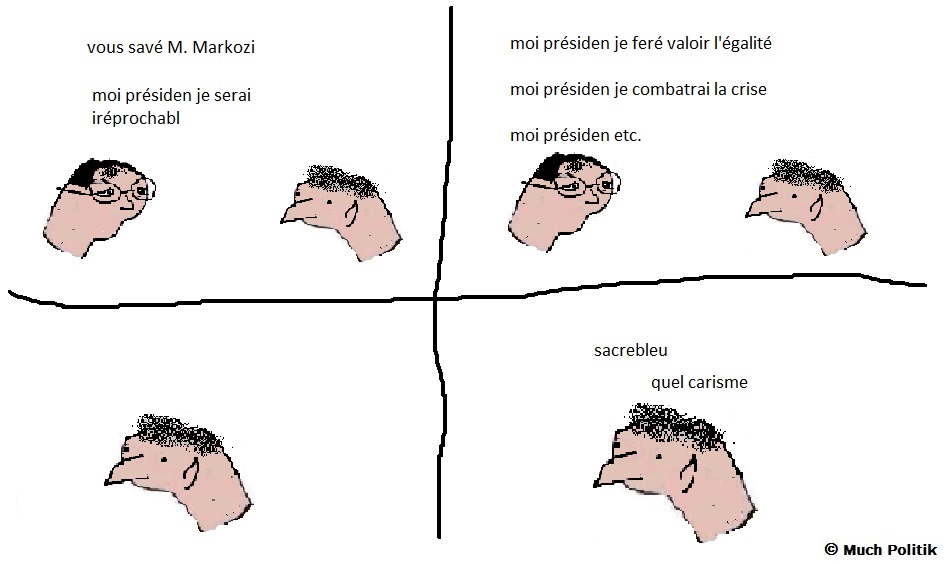 vous savé M. Markozi
moi présiden je serai
iréprochabl
moi présiden je feré valoir l'égalité
moi présiden je combatrai la crise
moi présiden etc.
sacrebleu
quel carisme
© Much Politik